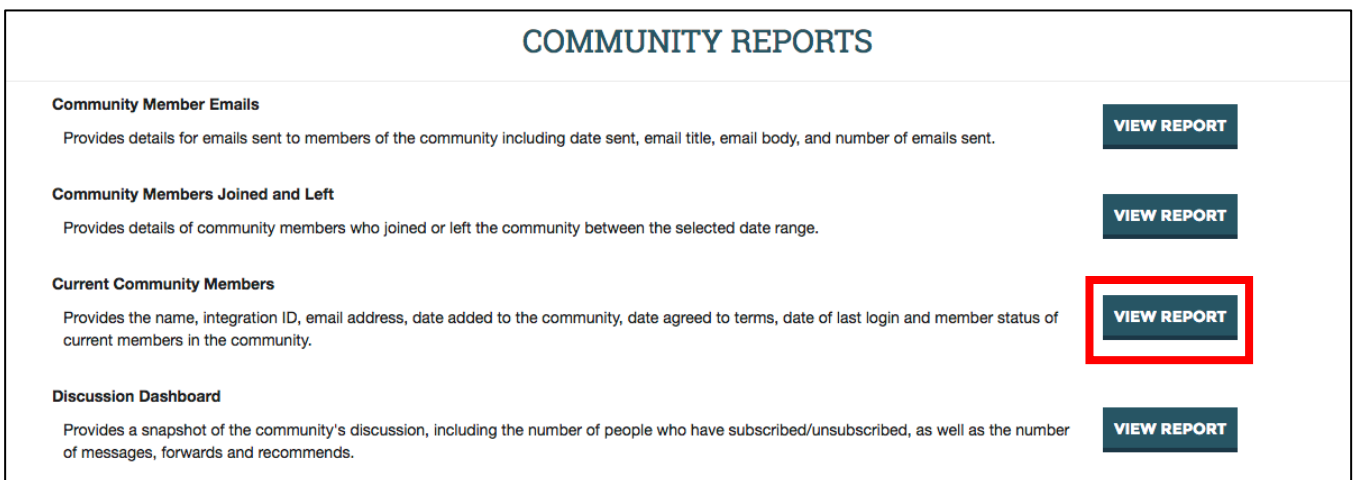 COMMUNITY REPORTS
Community Member Emails
Provides details for emails sent to members of the community including date sent, email title, email body, and number of emails sent.
VIEW REPORT
Community Members Joined and Left
Provides details of community members who joined or left the community between the selected date range.
VIEW REPORT
Current Community Members
Provides the name, integration ID, email address, date added to the community, date agreed to terms, date of last login and member status of
current members in the community.
VIEW REPORT
Discussion Dashboard
Provides a snapshot of the community's discussion, including the number of people who have subscribed/unsubscribed, as well as the number
of messages, forwards and recommends.
VIEW REPORT